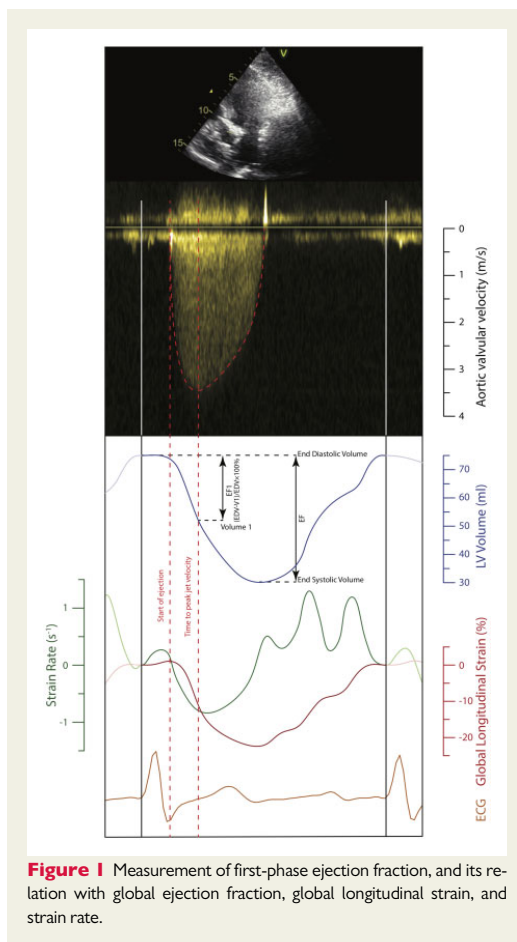 V
5
10
15
0
1
2
3
4
Aortic valvular velocity (m/s)
End Diastolic Volume
EF1
(EDV-V1)/EDV×100%
Volume 1
EF
End Systolic Volume
70
60
50
40
30
LV Volume (ml)
Start of ejection
Time to peak jet velocity
1
0
-1
Strain Rate (s⁻¹)
0
-10
-20
Global Longitudinal Strain (%)
ECG
Figure 1 Measurement of first-phase ejection fraction, and its re-
lation with global ejection fraction, global longitudinal strain, and
strain rate.